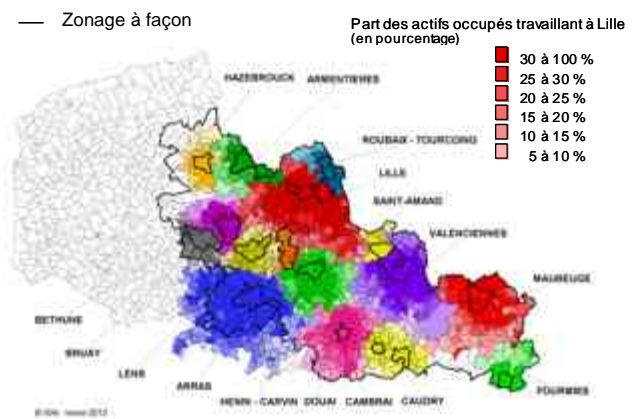 Zonage à façon
Part des actifs occupés travaillant à Lille
(en pourcentage)
30 à 100 %
25 à 30 %
20 à 25 %
15 à 20 %
10 à 15 %
5 à 10 %
HAZEBROUCK ARMENTIERES
ROUBAIX - TOURCOING
LILLE
SAINT-AMAND
VALENCIENNES
MAUBEUGE
BETHUNE
BRUAY
LENS
ARRAS
HENIN - CARVIN DOUAI CAMBRAI CAUDRY
FOURMIES